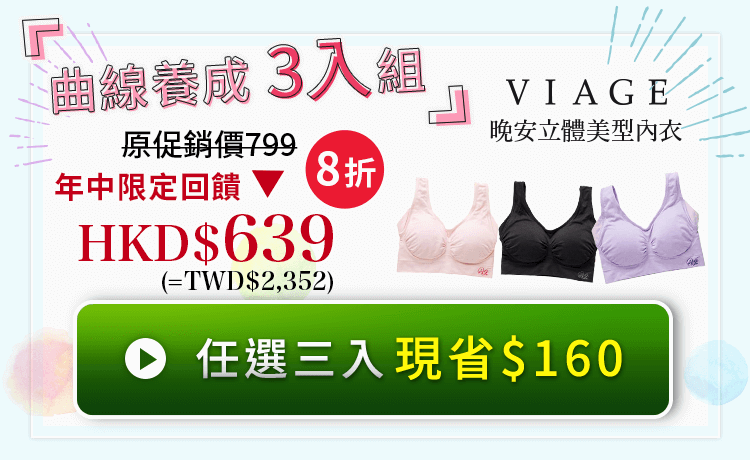 『曲線養成 3入組』
VIAGE
晚安立體美型內衣
原促銷價799
年中限定回饋▼
8折
HKD$639
(=TWD$2,352)
任選三入 現省$160